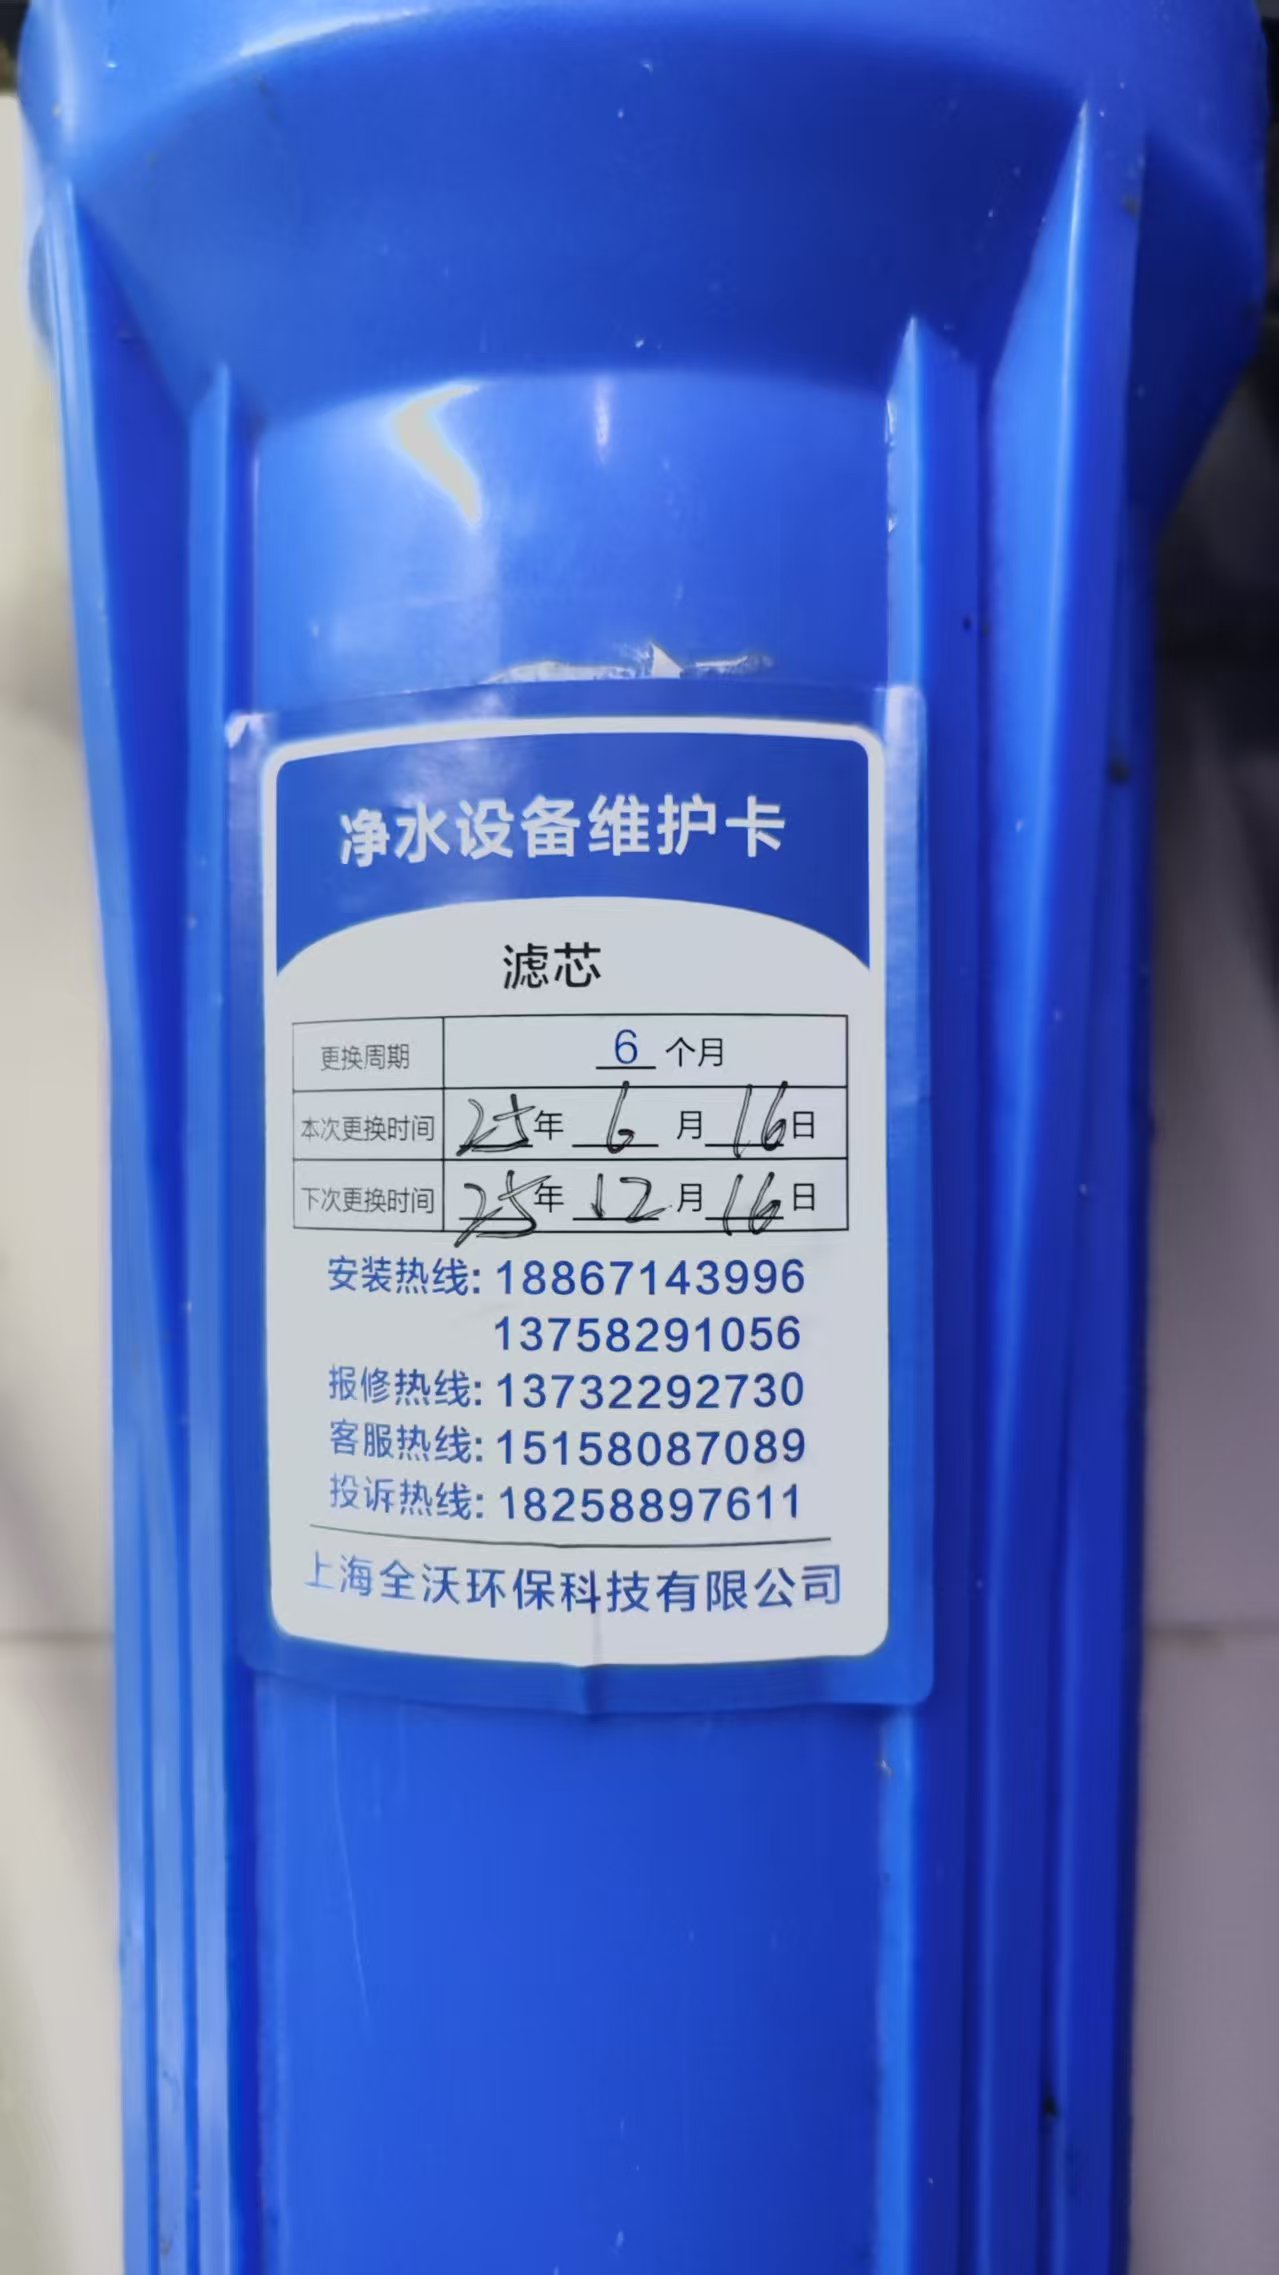 净水设备维护卡
滤芯
更换周期 6 个月
本次更换时间 25年 6 月 16日
下次更换时间 25年 12 月 16日
安装热线: 18867143996
13758291056
报修热线: 13732292730
客服热线: 15158087089
投诉热线: 18258897611
上海全沃环保科技有限公司